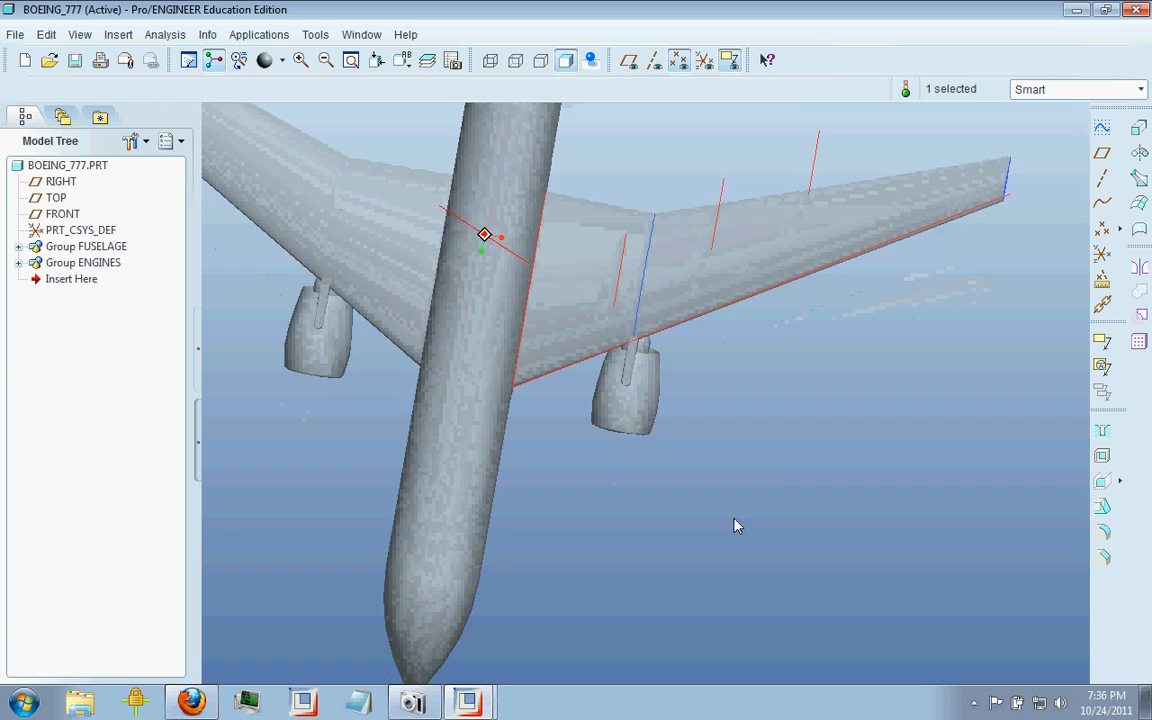 BOEING_777 (Active) - Pro/ENGINEER Education Edition
File Edit View Insert Analysis Info Applications Tools Window Help
1 selected
Smart
Model Tree
BOEING_777.PRT
RIGHT
TOP
FRONT
PRT_CSYS_DEF
Group FUSELAGE
Group ENGINES
Insert Here
7:36 PM
10/24/2011